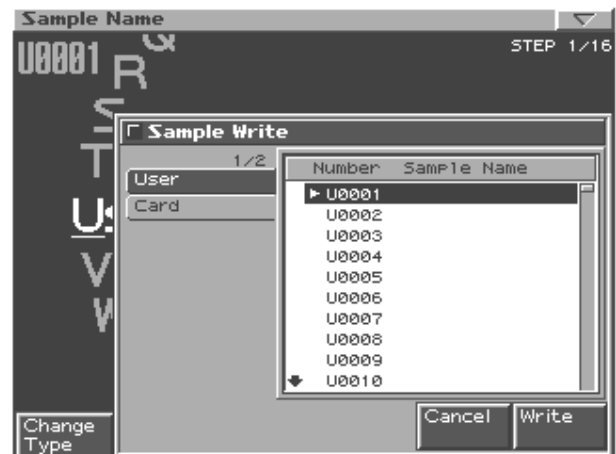 Sample Name
U0001
STEP 1/16
Q
R
S
T
Us
V
W
Sample Write
1/2
User
Card
Number Sample Name
U0001
U0002
U0003
U0004
U0005
U0006
U0007
U0008
U0009
U0010
Cancel
Write
Change
Type